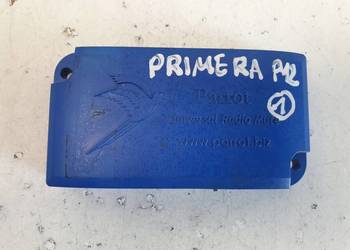 PRIMERA P12
1
Parrot
Universal Radio Mute
www.parrot.biz